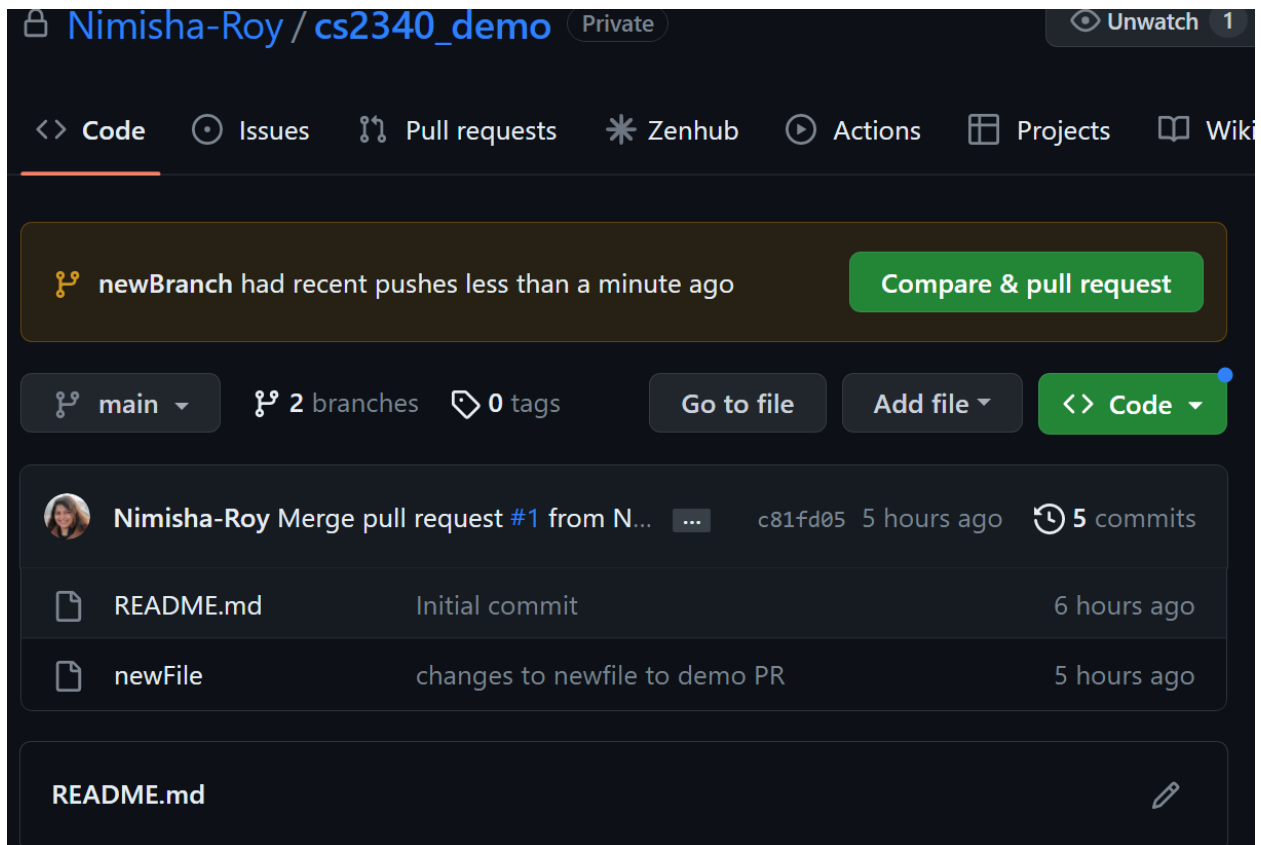 Nimisha-Roy / cs2340_demo Private Unwatch 1
Code Issues Pull requests Zenhub Actions Projects Wiki
newBranch had recent pushes less than a minute ago Compare & pull request
main 2 branches 0 tags Go to file Add file Code
Nimisha-Roy Merge pull request #1 from N... ... c81fd05 5 hours ago 5 commits
README.md Initial commit 6 hours ago
newFile changes to newfile to demo PR 5 hours ago
README.md